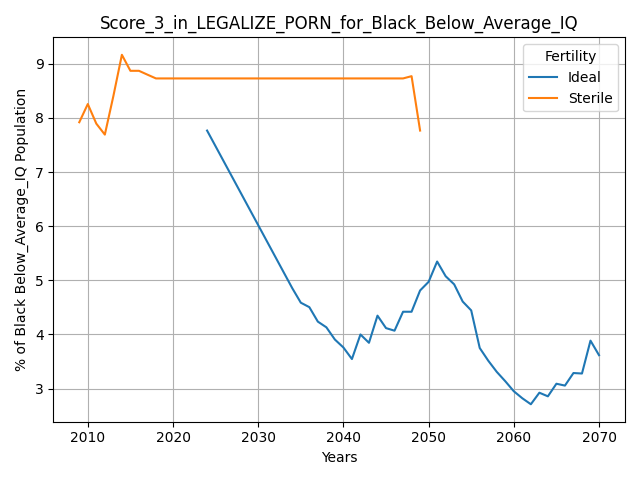 Score_3_in_LEGALIZE_PORN_for_Black_Below_Average_IQ
% of Black Below_Average_IQ Population
9
8
7
6
5
4
3
Fertility
Ideal
Sterile
2010 2020 2030 2040 2050 2060 2070
Years